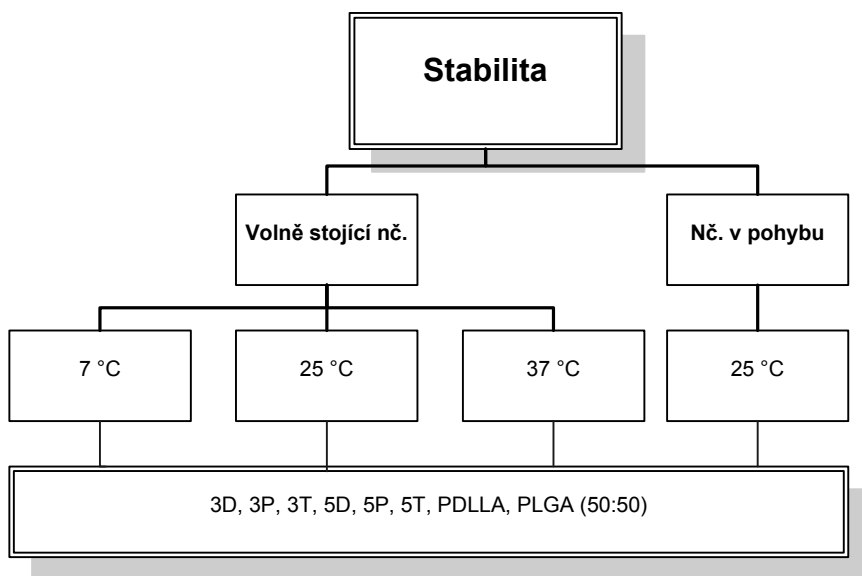 Stabilita
Volně stojící nč.
Nč. v pohybu
7 °C
25 °C
37 °C
25 °C
3D, 3P, 3T, 5D, 5P, 5T, PDLLA, PLGA (50:50)